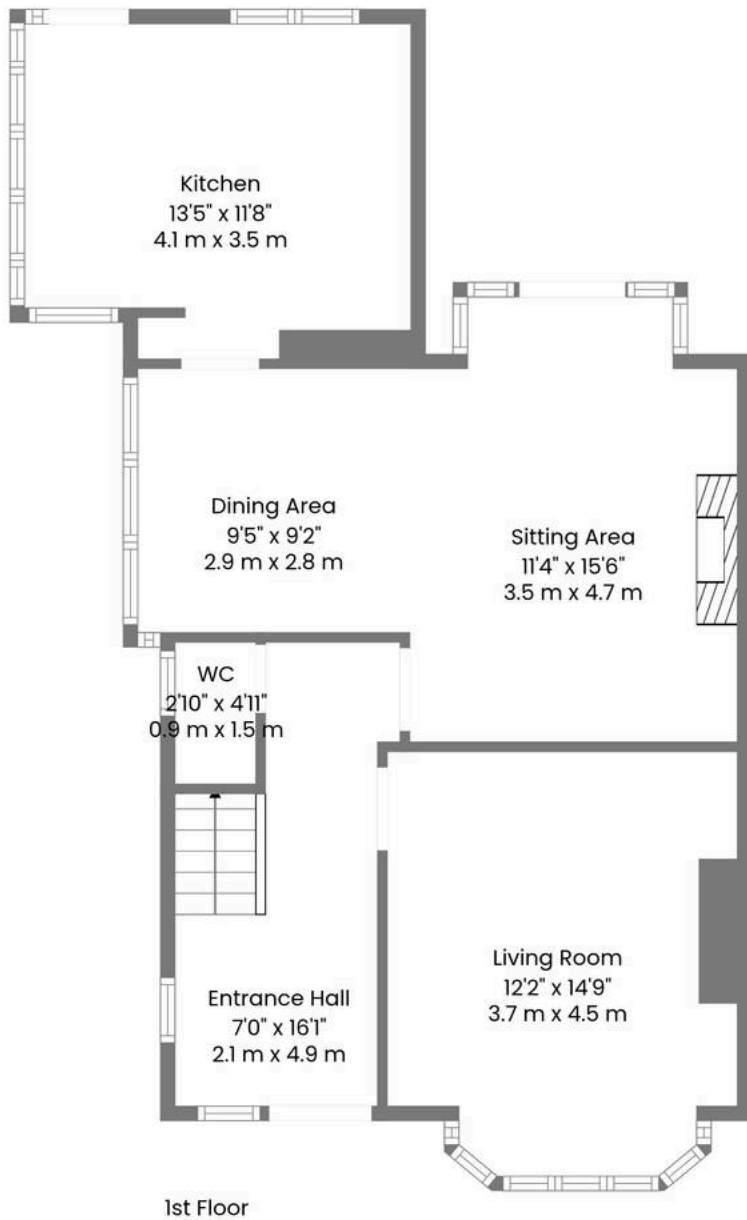 Kitchen
13'5" x 11'8"
4.1 m x 3.5 m
Dining Area
9'5" x 9'2"
2.9 m x 2.8 m
Sitting Area
11'4" x 15'6"
3.5 m x 4.7 m
WC
2'10" x 4'11"
0.9 m x 1.5 m
Living Room
12'2" x 14'9"
3.7 m x 4.5 m
Entrance Hall
7'0" x 16'1"
2.1 m x 4.9 m
1st Floor